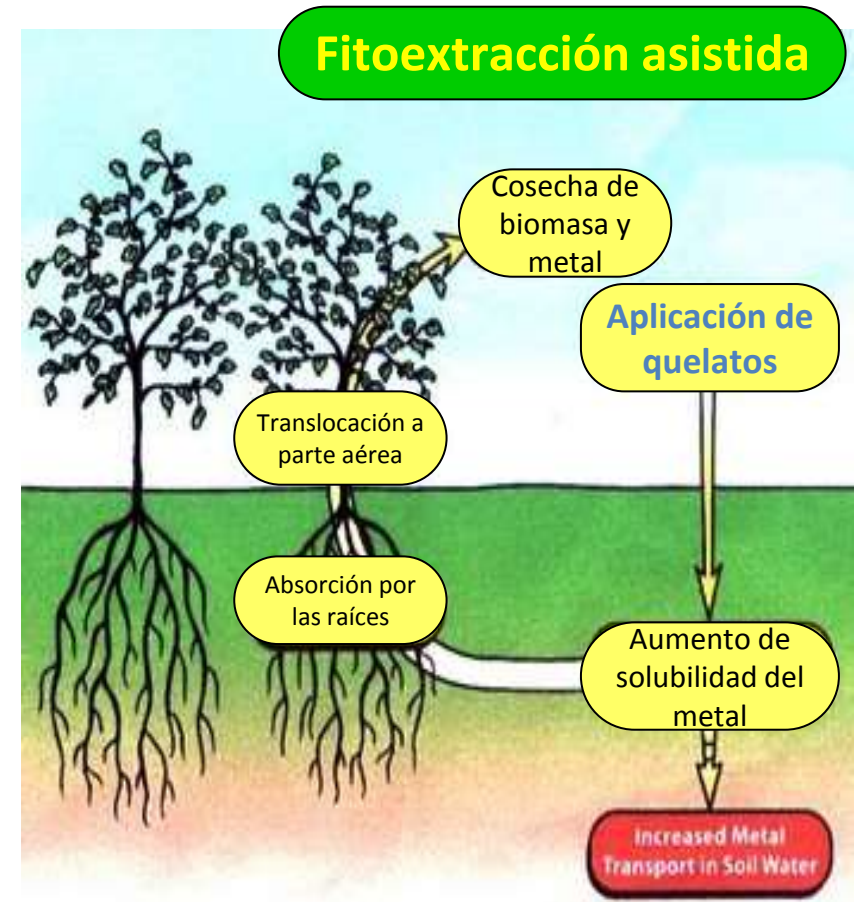 Fitoextracción asistida
Cosecha de
biomasa y
metal
Aplicación de
quelatos
Translocación a
parte aérea
Absorción por
las raíces
Aumento de
solubilidad del
metal
Increased Metal
Transport in Soil Water